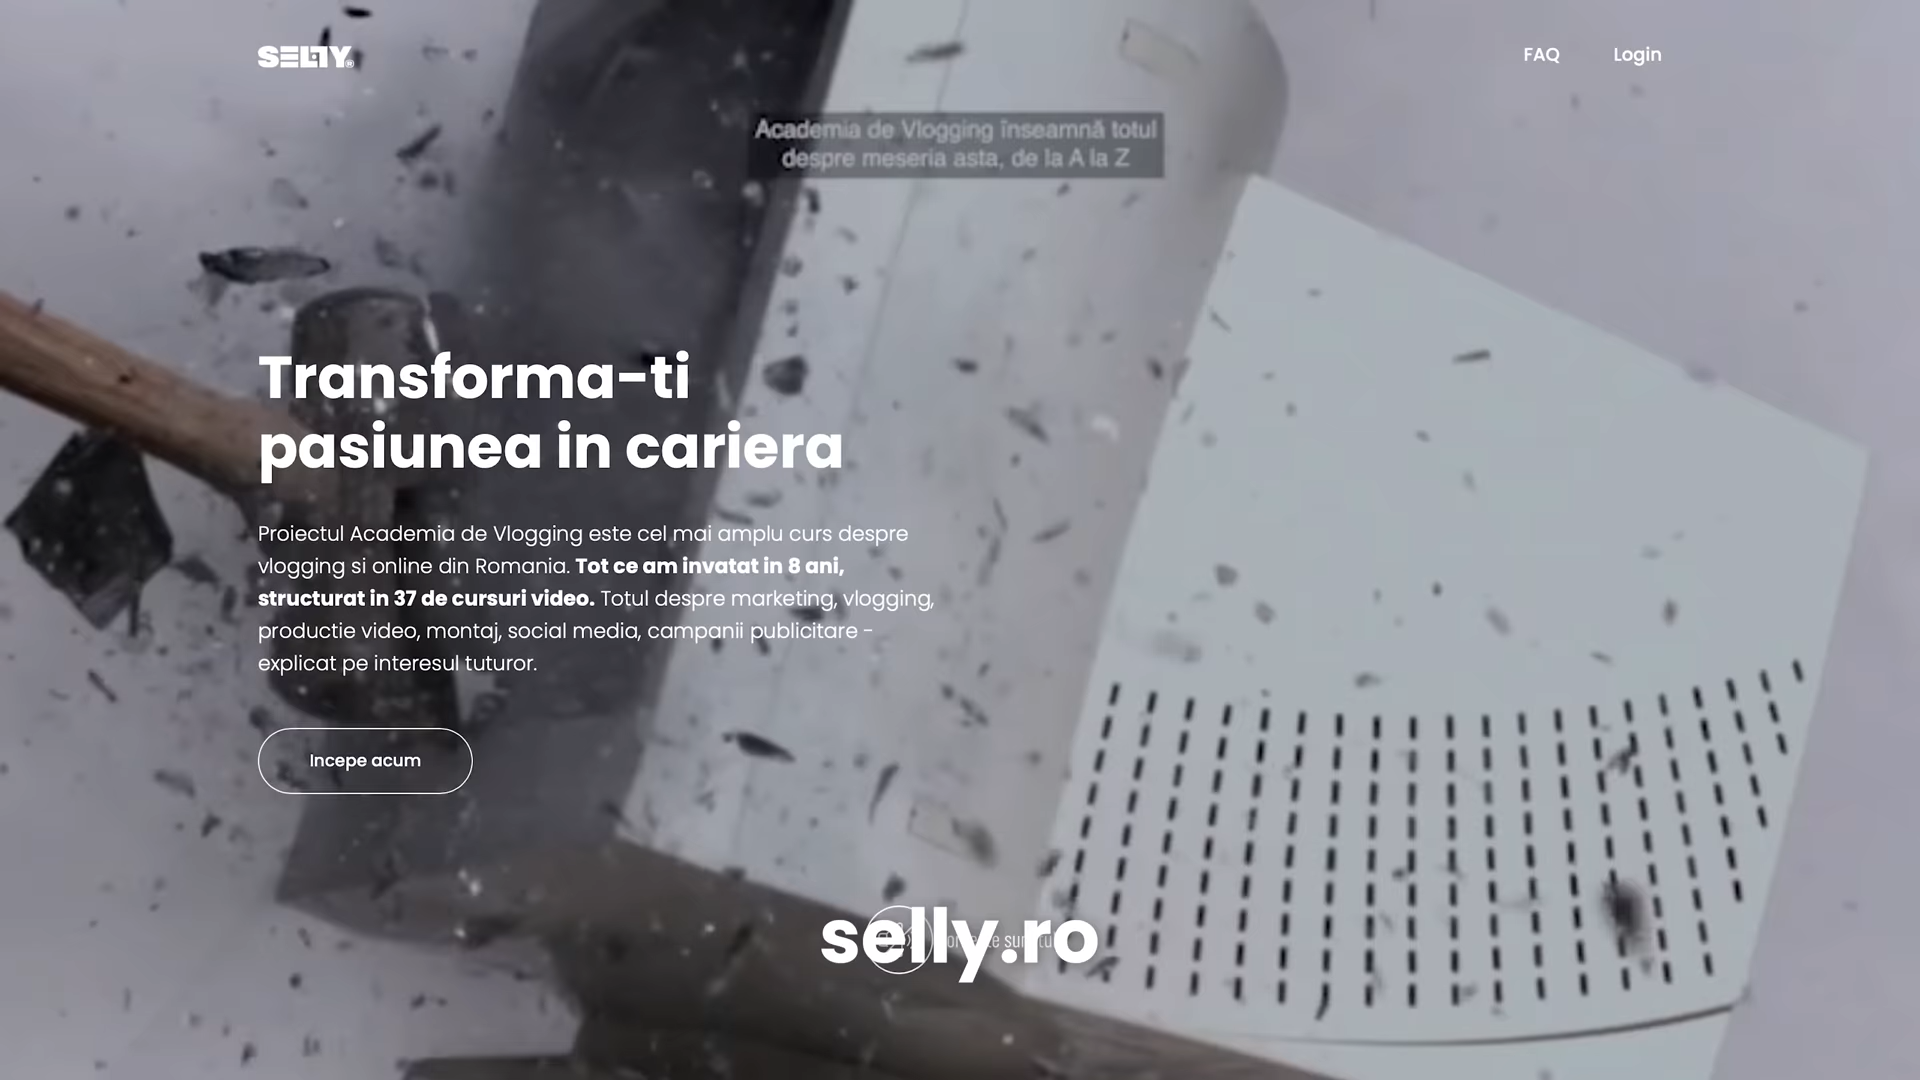 SELLY
FAQ
Login
Academia de Vlogging înseamnă totul
despre meseria asta, de la A la Z
Transforma-ti
pasiunea in cariera
Proiectul Academia de Vlogging este cel mai amplu curs despre
vlogging si online din Romania. Tot ce am invatat in 8 ani,
structurat in 37 de cursuri video. Totul despre marketing, vlogging,
productie video, montaj, social media, campanii publicitare -
explicat pe interesul tuturor.
Incepe acum
selly.ro